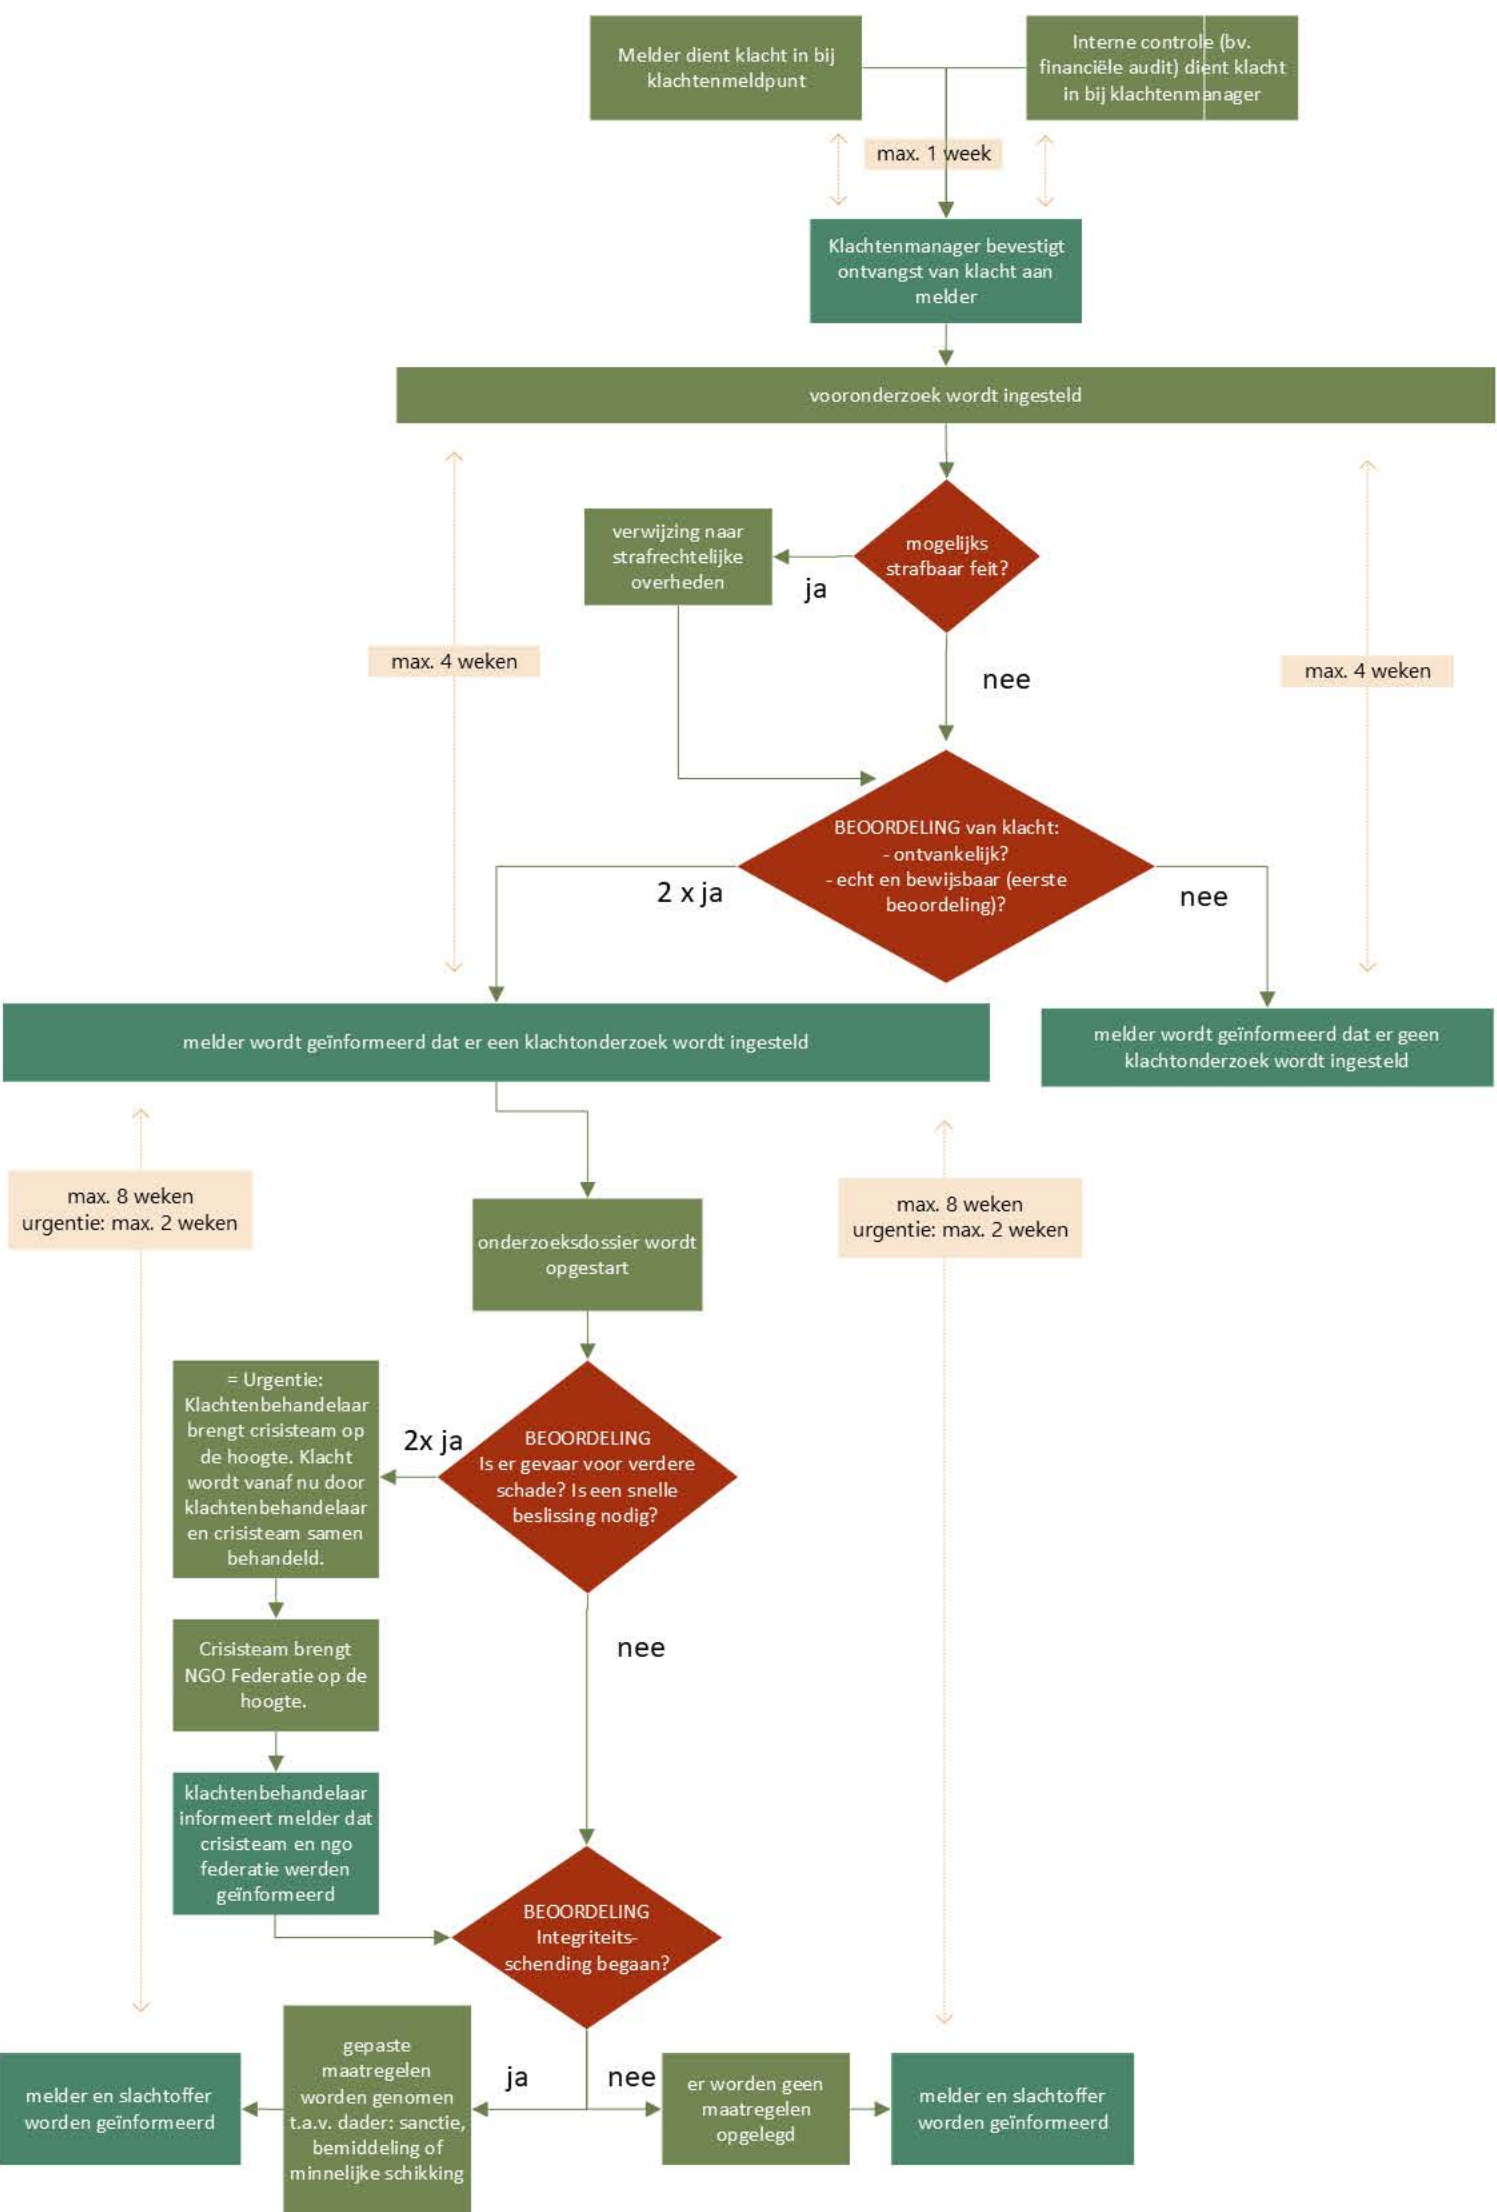 Melder dient klacht in bij
klachtenmeldpunt
Interne controle (bv.
financiële audit) dient klacht
in bij klachtenmanager
max. 1 week
Klachtenmanager bevestigt
ontvangst van klacht aan
melder
vooronderzoek wordt ingesteld
mogelijks
strafbaar feit?
verwijzing naar
strafrechtelijke
overheden
ja
nee
max. 4 weken
max. 4 weken
BEOORDELING van klacht:
- ontvankelijk?
- echt en bewijsbaar (eerste
beoordeling)?
2 x ja
nee
melder wordt geïnformeerd dat er een klachtonderzoek wordt ingesteld
melder wordt geïnformeerd dat er geen
klachtonderzoek wordt ingesteld
max. 8 weken
urgentie: max. 2 weken
max. 8 weken
urgentie: max. 2 weken
onderzoeksdossier wordt
opgestart
BEOORDELING
Is er gevaar voor verdere
schade? Is een snelle
beslissing nodig?
2x ja
= Urgentie:
Klachtenbehandelaar
brengt crisisteam op
de hoogte. Klacht
wordt vanaf nu door
klachtenbehandelaar
en crisisteam samen
behandeld.
nee
Crisisteam brengt
NGO Federatie op de
hoogte.
klachtenbehandelaar
informeert melder dat
crisisteam en ngo
federatie werden
geïnformeerd
BEOORDELING
Integriteits-
schending begaan?
ja
nee
gepaste
maatregelen
worden genomen
t.a.v. dader: sanctie,
bemiddeling of
minnelijke schikking
melder en slachtoffer
worden geïnformeerd
er worden geen
maatregelen
opgelegd
melder en slachtoffer
worden geïnformeerd